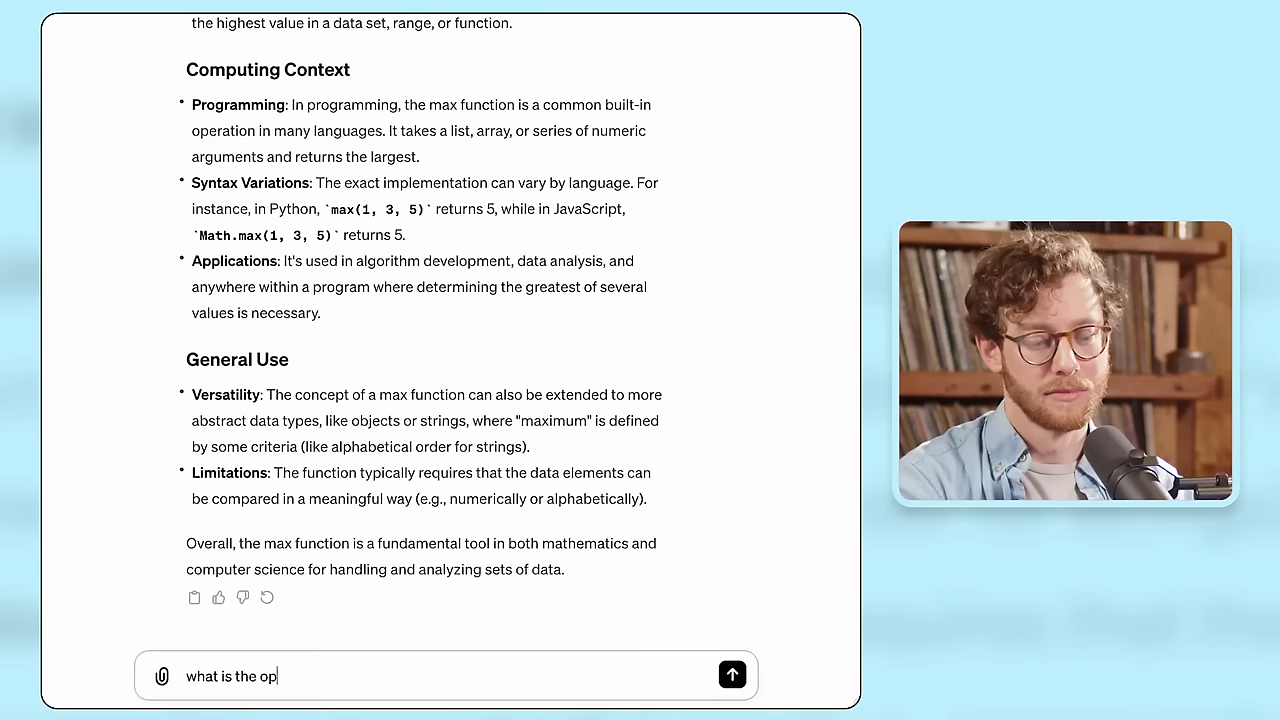 the highest value in a data set, range, or function.
Computing Context
• Programming: In programming, the max function is a common built-in
operation in many languages. It takes a list, array, or series of numeric
arguments and returns the largest.
• Syntax Variations: The exact implementation can vary by language. For
instance, in Python, `max(1, 3, 5)` returns 5, while in JavaScript,
`Math.max(1, 3, 5)` returns 5.
• Applications: It's used in algorithm development, data analysis, and
anywhere within a program where determining the greatest of several
values is necessary.
General Use
• Versatility: The concept of a max function can also be extended to more
abstract data types, like objects or strings, where "maximum" is defined
by some criteria (like alphabetical order for strings).
• Limitations: The function typically requires that the data elements can
be compared in a meaningful way (e.g., numerically or alphabetically).
Overall, the max function is a fundamental tool in both mathematics and
computer science for handling and analyzing sets of data.
what is the op